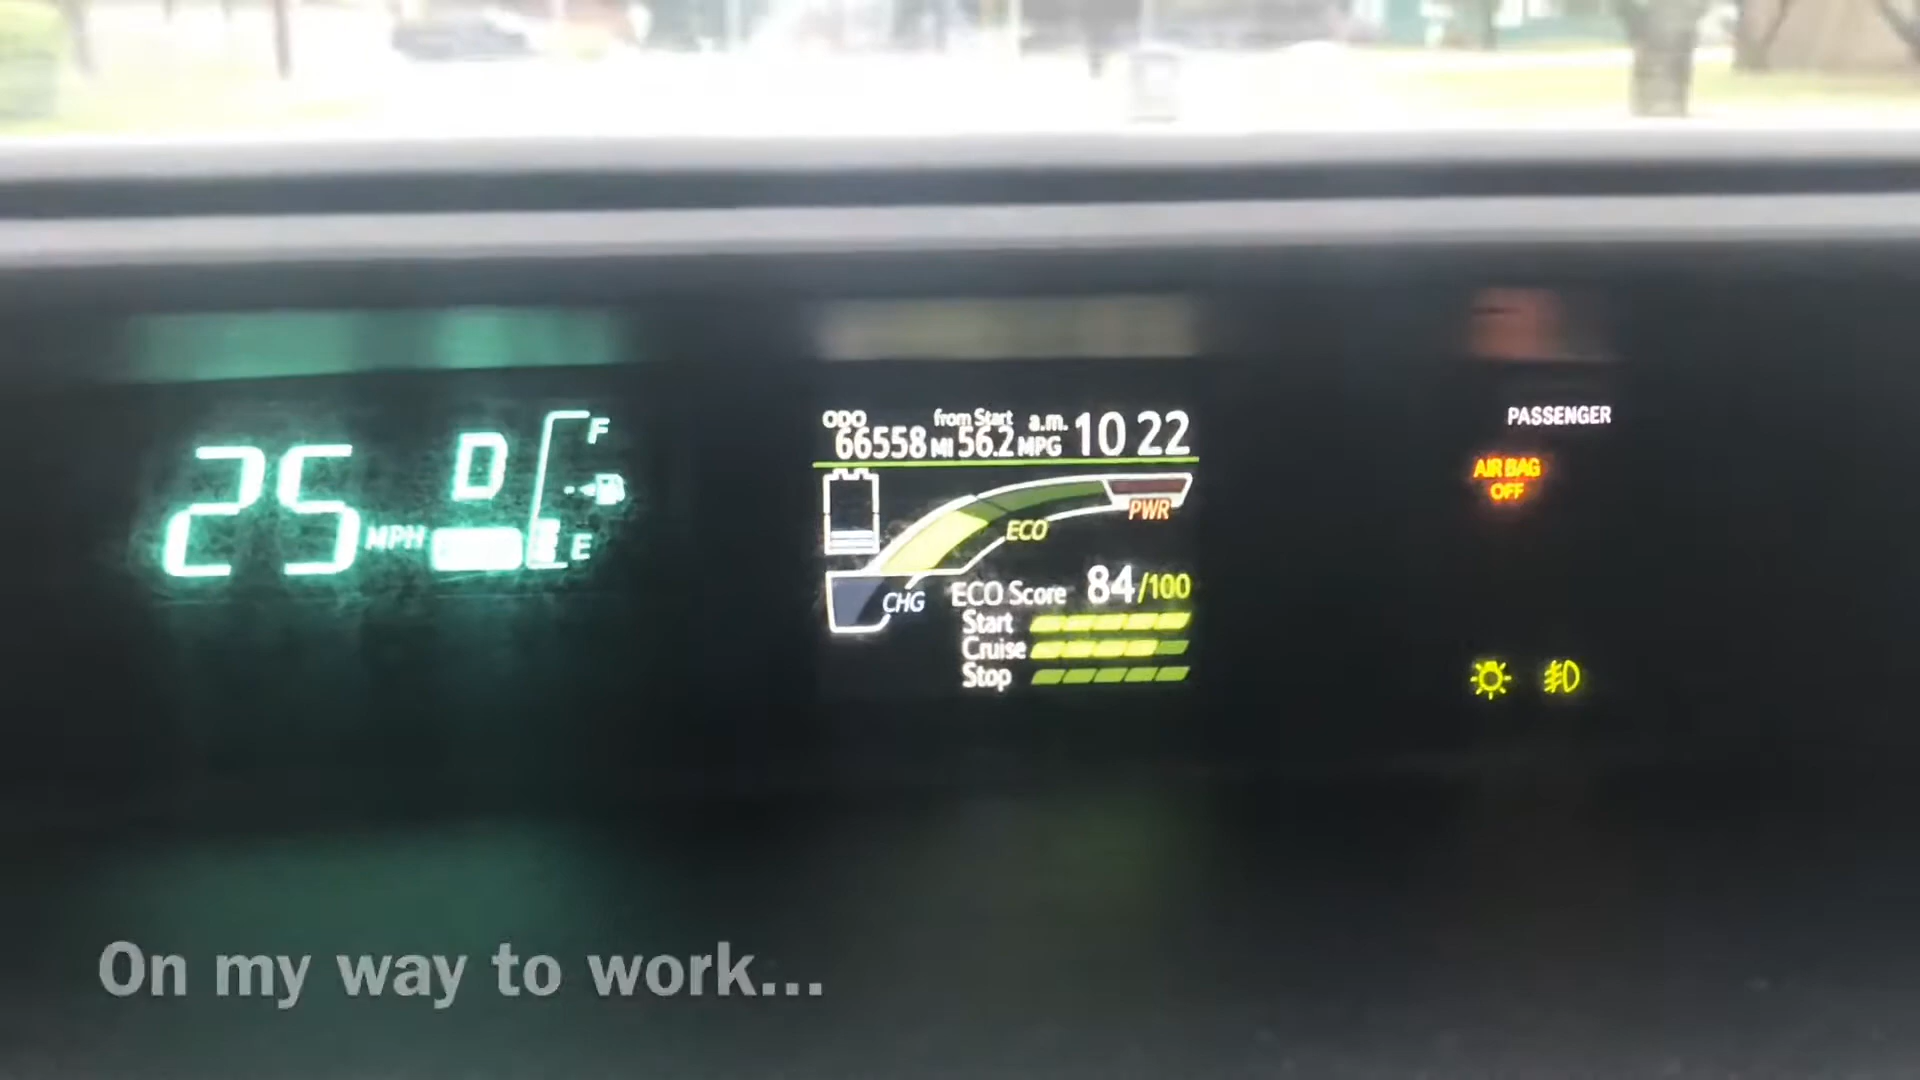 25 MPH
D
F
E
ODO from Start a.m.
66558 MI 56.2 MPG 10 22
PWR
ECO
CHG
ECO Score 84/100
Start
Cruise
Stop
PASSENGER
AIR BAG
OFF
On my way to work...